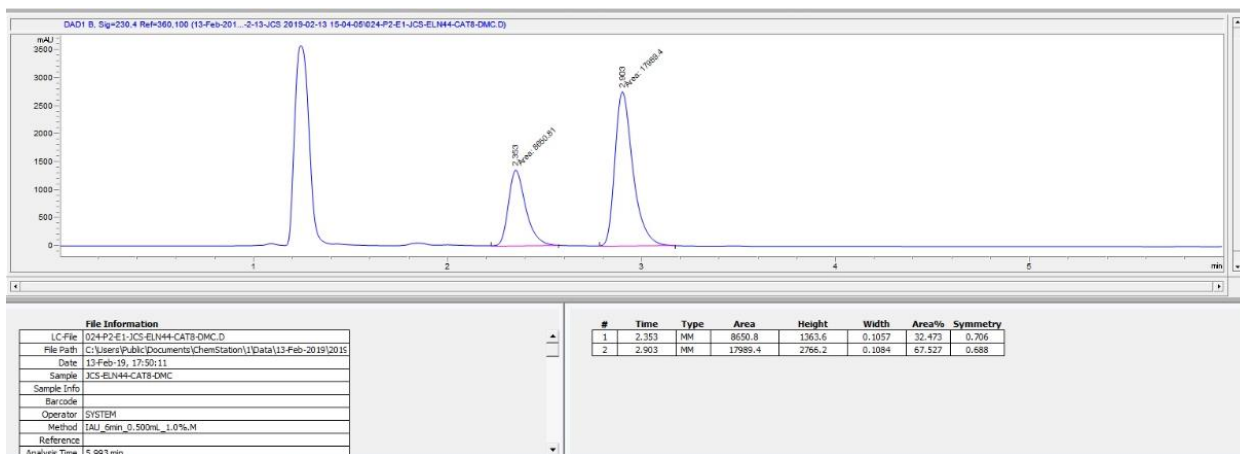 DAD1 B, Sig=230,4 Ref=360,100 (13-Feb-201...-2-13-JCS 2019-02-13 15-04-05\024-P2-E1-JCS-ELN44-CAT8-DMC.D)
mAU
3500
3000
2500
2000
1500
1000
500
0
2.353
Area: 8650.81
2.903
Area: 17989.4
1 2 3 4 5 min
File Information
LC-File 024-P2-E1-JCS-ELN44-CAT8-DMC.D
File Path C:\Users\Public\Documents\ChemStation\1\Data\13-Feb-2019\2019
Date 13-Feb-19, 17:50:11
Sample JCS-ELN44-CAT8-DMC
Sample Info
Barcode
Operator SYSTEM
Method IAU_6min_0.500mL_1.0%.M
Reference
Analysis Time 5.993 min
# Time Type Area Height Width Area% Symmetry
1 2.353 MM 8650.8 1363.6 0.1057 32.473 0.706
2 2.903 MM 17989.4 2766.2 0.1084 67.527 0.688